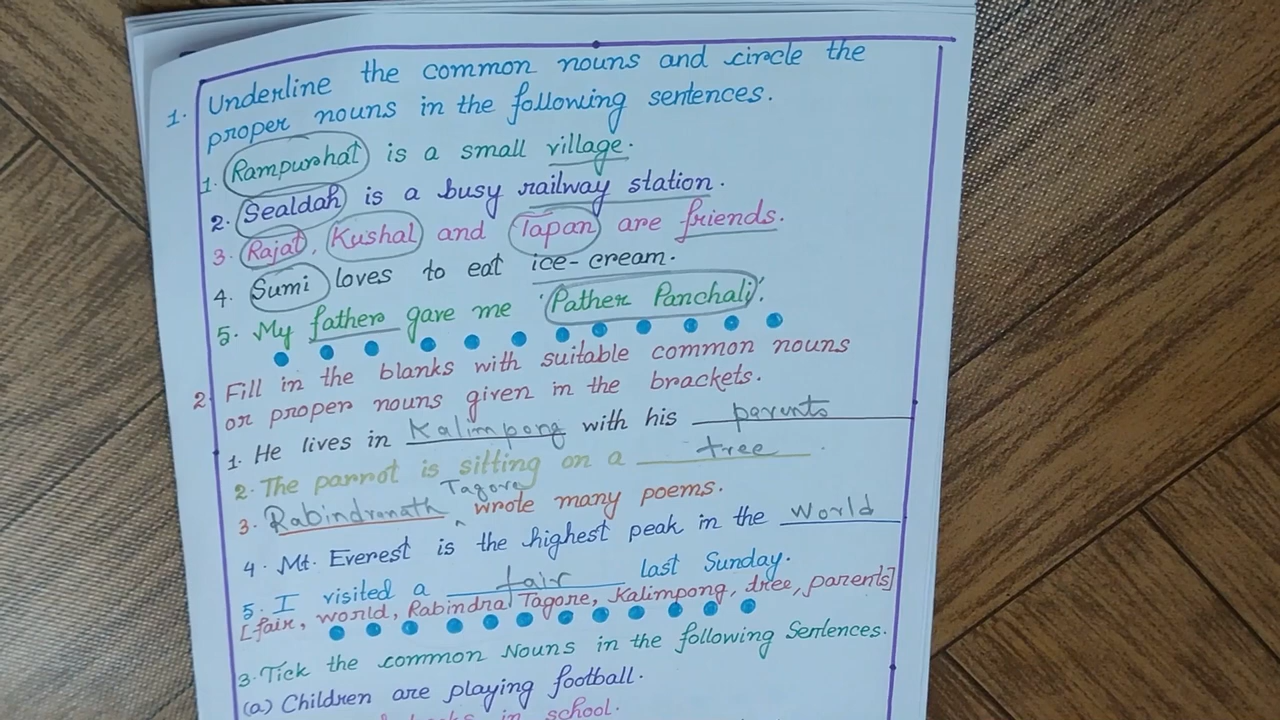 1. Underline the common nouns and circle the
proper nouns in the following sentences.
1. Rampurhat is a small village.
2. Sealdah is a busy railway station.
3. Rajat, Kushal and Tapan are friends.
4. Sumi loves to eat ice-cream.
5. My father gave me 'Pather Panchali'.
2. Fill in the blanks with suitable common nouns
or proper nouns given in the brackets.
1. He lives in Kalimpong with his parents
2. The parrot is sitting on a tree.
Tagore
3. Rabindranath ^ wrote many poems.
4. Mt. Everest is the highest peak in the World
5. I visited a fair last Sunday.
[fair, world, Rabindra Tagore, Kalimpong, tree, parents]
3. Tick the common Nouns in the following Sentences.
(a) Children are playing football.
in school.